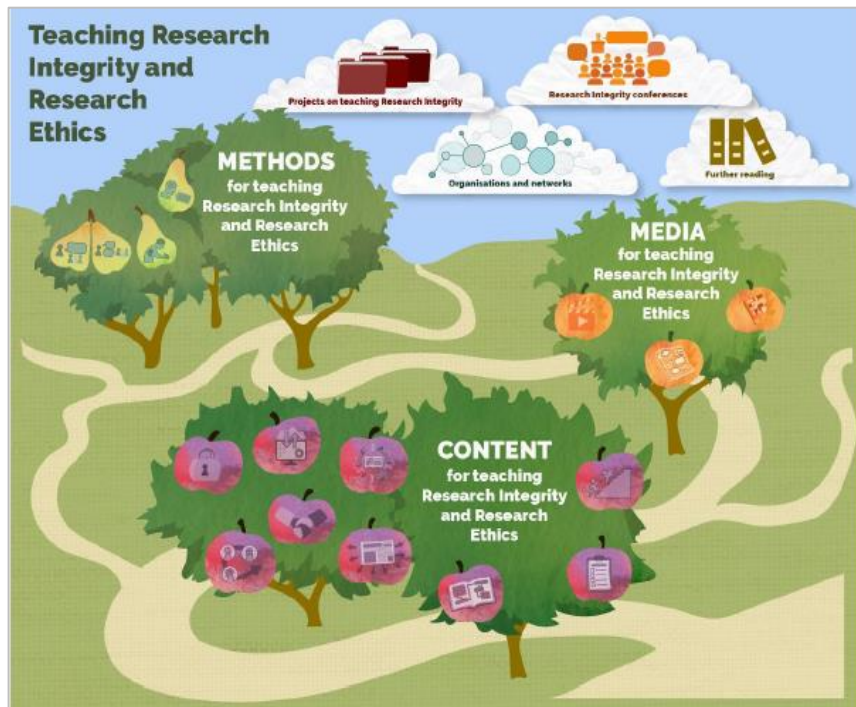 Teaching Research
Integrity and
Research
Ethics
Projects on teaching Research Integrity
Research Integrity conferences
Organisations and networks
Further reading
METHODS
for teaching
Research Integrity
and Research
Ethics
MEDIA
for teaching
Research Integrity
and Research
Ethics
CONTENT
for teaching
Research Integrity
and Research
Ethics